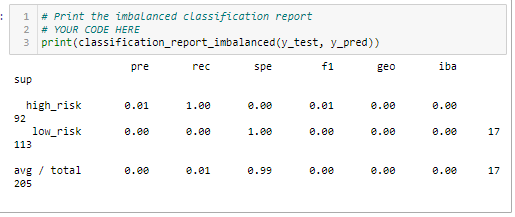 :
1 # Print the imbalanced classification report
2 # YOUR CODE HERE
3 print(classification_report_imbalanced(y_test, y_pred))
pre rec spe f1 geo iba
sup
high_risk 0.01 1.00 0.00 0.01 0.00 0.00
92
low_risk 0.00 0.00 1.00 0.00 0.00 0.00 17
113
avg / total 0.00 0.01 0.99 0.00 0.00 0.00 17
205